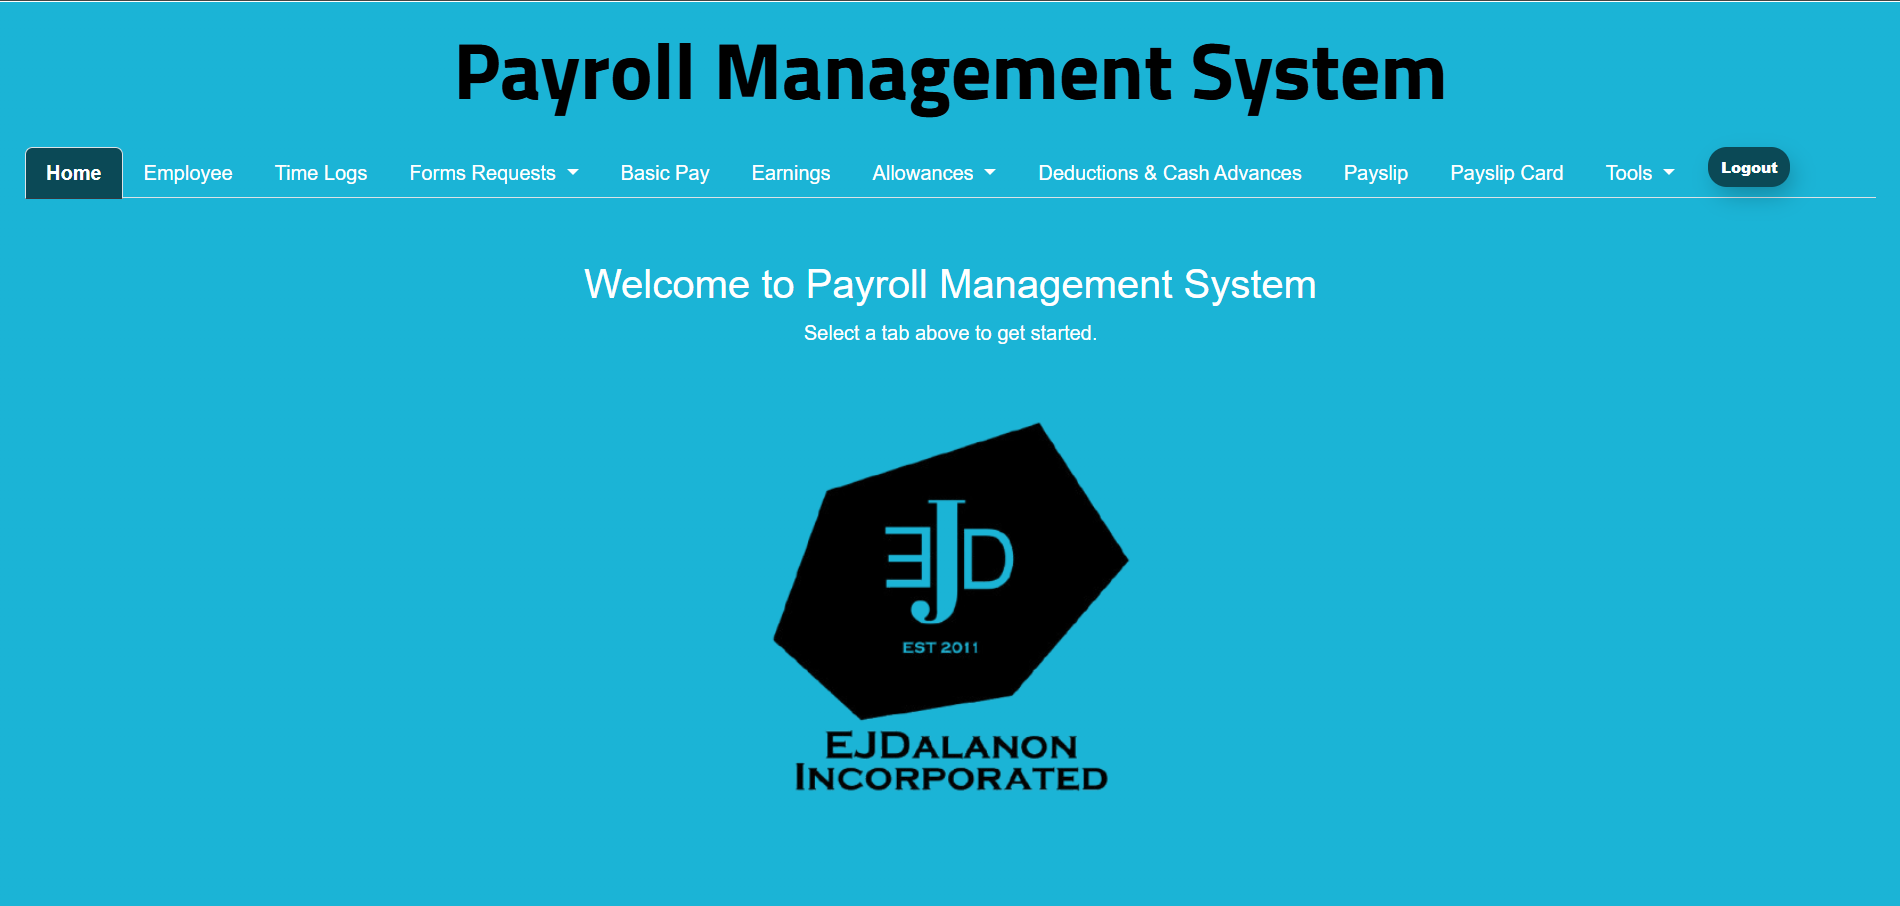 Payroll Management System
Home Employee Time Logs Forms Requests Basic Pay Earnings Allowances Deductions & Cash Advances Payslip Payslip Card Tools Logout
Welcome to Payroll Management System
Select a tab above to get started.
EJD
EST 2011
EJDALANON
INCORPORATED